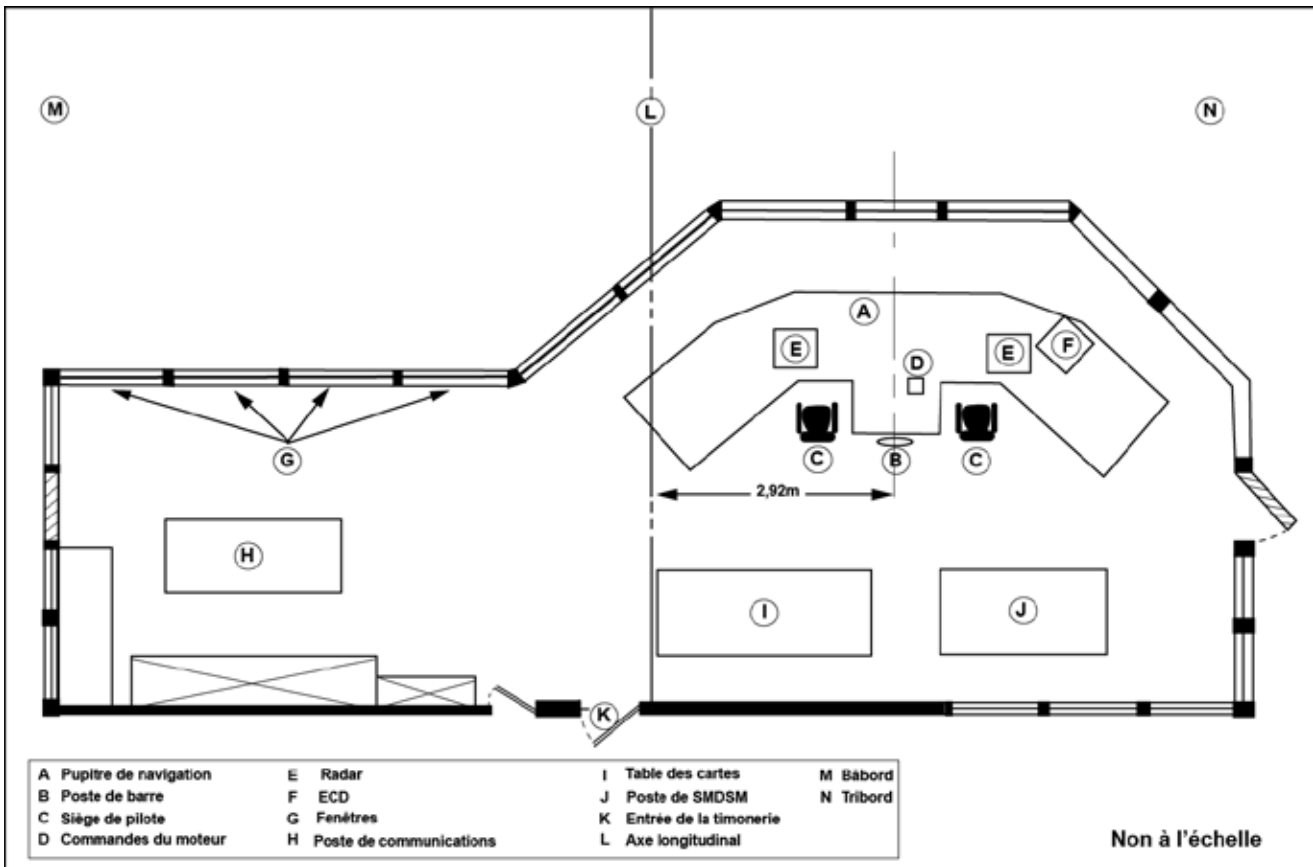 M
L
N
A
E
E
F
D
G
C
B
C
2,92m
H
I
J
K
A Pupitre de navigation
B Poste de barre
C Siège de pilote
D Commandes du moteur
E Radar
F ECD
G Fenêtres
H Poste de communications
I Table des cartes
J Poste de SMDSM
K Entrée de la timonerie
L Axe longitudinal
M Bâbord
N Tribord
Non à l'échelle